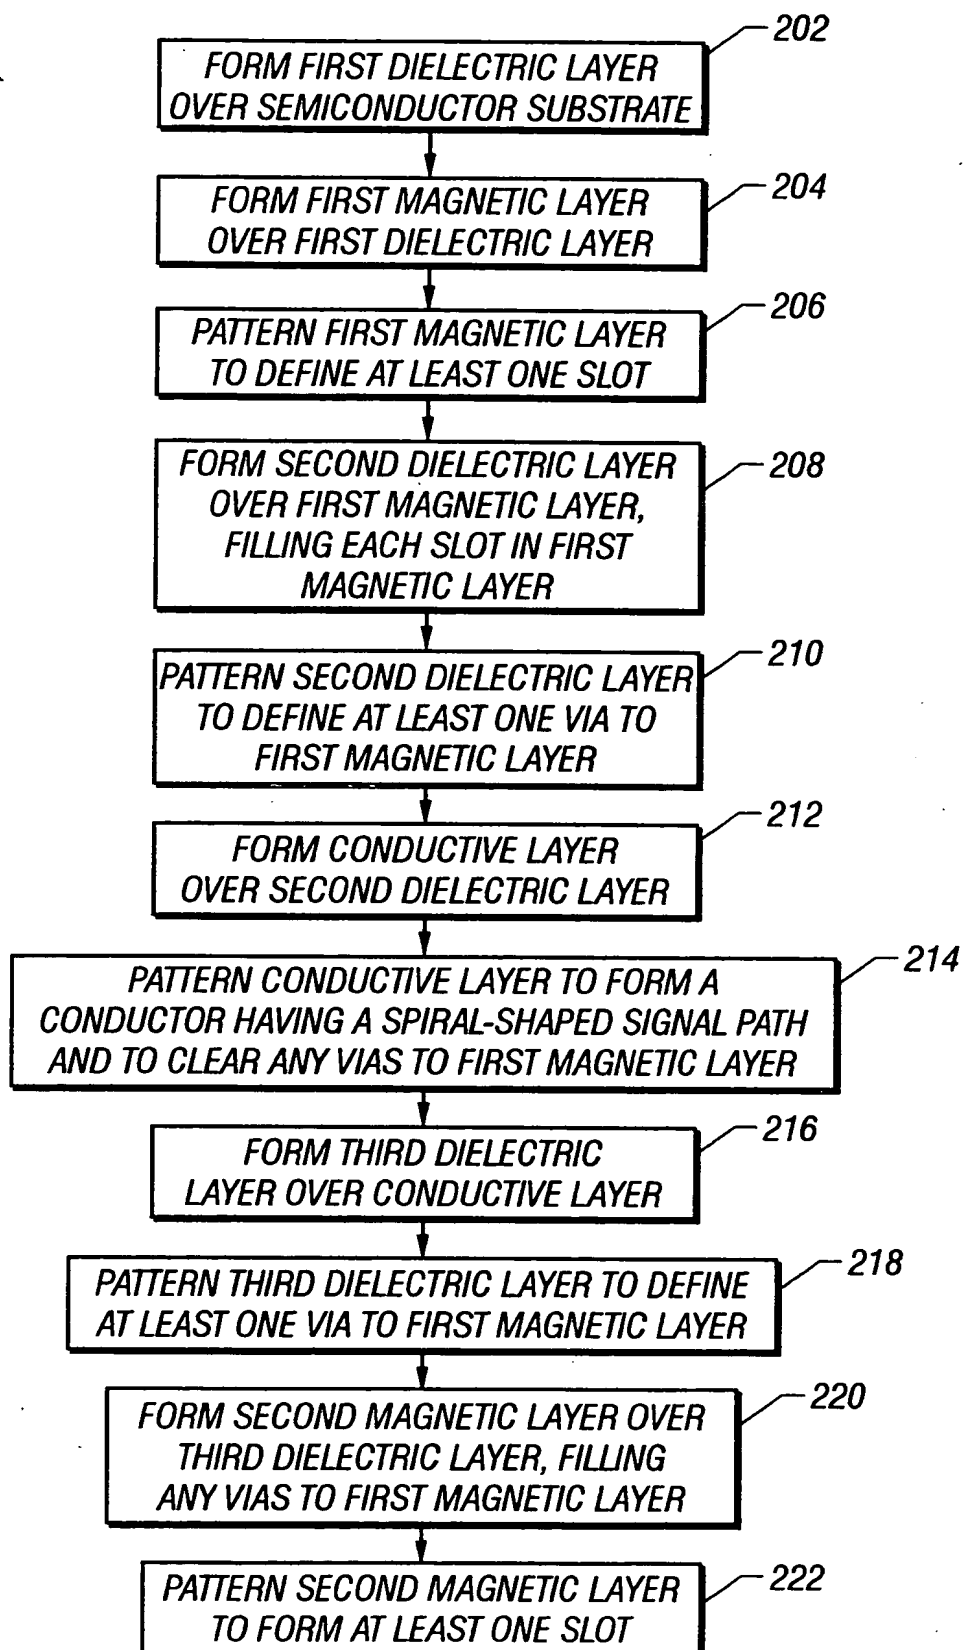 202
FORM FIRST DIELECTRIC LAYER
OVER SEMICONDUCTOR SUBSTRATE
204
FORM FIRST MAGNETIC LAYER
OVER FIRST DIELECTRIC LAYER
206
PATTERN FIRST MAGNETIC LAYER
TO DEFINE AT LEAST ONE SLOT
208
FORM SECOND DIELECTRIC LAYER
OVER FIRST MAGNETIC LAYER,
FILLING EACH SLOT IN FIRST
MAGNETIC LAYER
210
PATTERN SECOND DIELECTRIC LAYER
TO DEFINE AT LEAST ONE VIA TO
FIRST MAGNETIC LAYER
212
FORM CONDUCTIVE LAYER
OVER SECOND DIELECTRIC LAYER
214
PATTERN CONDUCTIVE LAYER TO FORM A
CONDUCTOR HAVING A SPIRAL-SHAPED SIGNAL PATH
AND TO CLEAR ANY VIAS TO FIRST MAGNETIC LAYER
216
FORM THIRD DIELECTRIC
LAYER OVER CONDUCTIVE LAYER
218
PATTERN THIRD DIELECTRIC LAYER TO DEFINE
AT LEAST ONE VIA TO FIRST MAGNETIC LAYER
220
FORM SECOND MAGNETIC LAYER OVER
THIRD DIELECTRIC LAYER, FILLING
ANY VIAS TO FIRST MAGNETIC LAYER
222
PATTERN SECOND MAGNETIC LAYER
TO FORM AT LEAST ONE SLOT